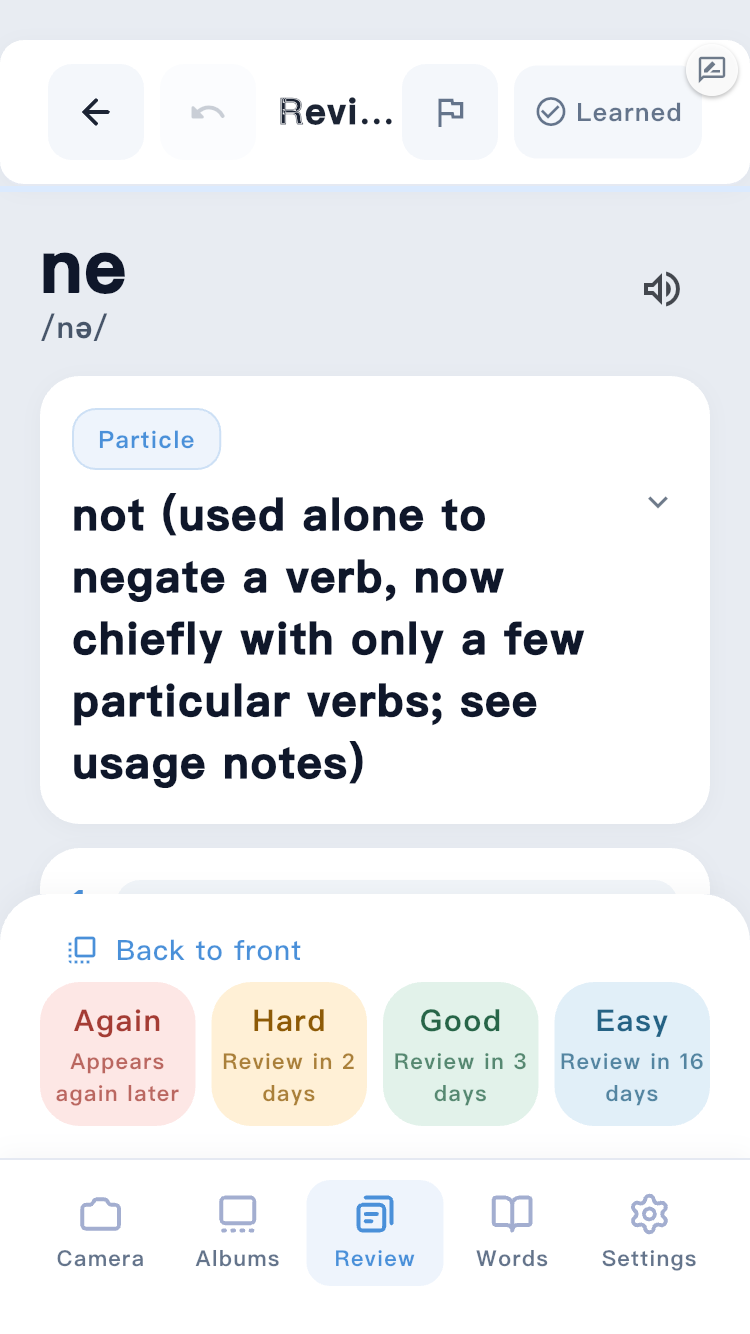 Revi...
Learned
ne
/nə/
Particle
not (used alone to
negate a verb, now
chiefly with only a few
particular verbs; see
usage notes)
Back to front
Again
Appears
again later
Hard
Review in 2
days
Good
Review in 3
days
Easy
Review in 16
days
Camera
Albums
Review
Words
Settings